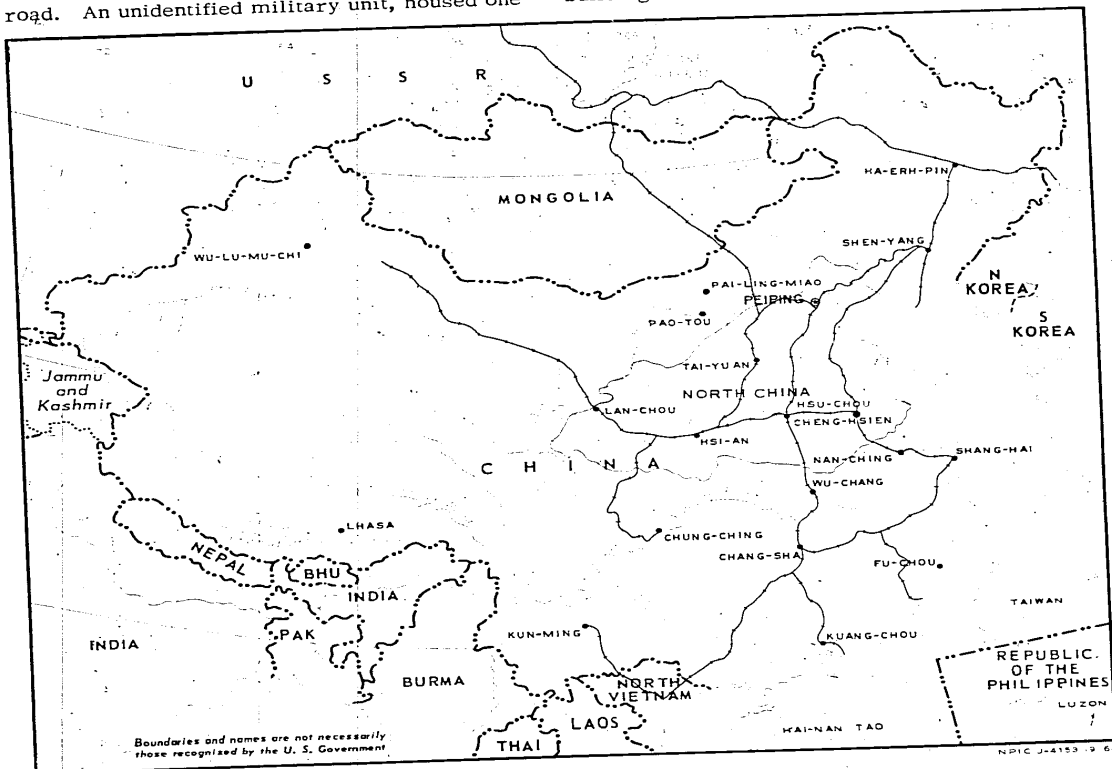 road. An unidentified military unit, housed one
U S S R
MONGOLIA
HA-ERH-PIN
SHEN-YANG
WU-LU-MU-CHI
PAI-LING-MIAO
PEIPING
N
KOREA
S
KOREA
PAO-TOU
TAI-YUAN
Jammu
and
Kashmir
NORTH CHINA
LAN-CHOU
HSU-CHOU
CHENG-HSIEN
HSI-AN
NAN-CHING
SHANG-HAI
CHINA
WU-CHANG
LHASA
CHUNG-CHING
CHANG-SHA
FU-CHOU
NEPAL
BHU
INDIA
TAIWAN
PAK
INDIA
KUN-MING
KUANG-CHOU
BURMA
NORTH
VIETNAM
REPUBLIC.
OF THE
PHILIPPINES
LUZON
LAOS
HAI-NAN TAO
THAI
Boundaries and names are not necessarily
those recognized by the U. S. Government
NPIC J-4153